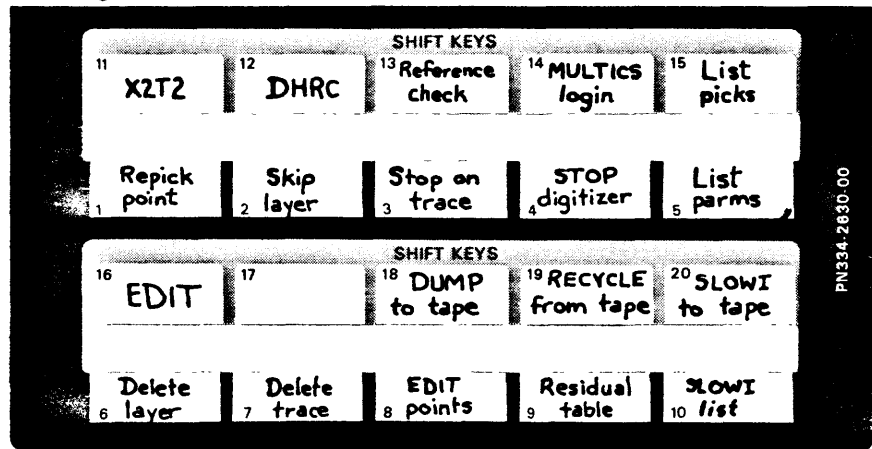 SHIFT KEYS
11 X2T2
12 DHRC
13 Reference
check
14 MULTICS
login
15 List
picks
Repick
1 point
Skip
2 layer
Stop on
3 trace
STOP
4 digitizer
List
5 parms
SHIFT KEYS
16 EDIT
17
18 DUMP
to tape
19 RECYCLE
from tape
20 SLOWI
to tape
Delete
6 layer
Delete
7 trace
EDIT
8 points
Residual
9 table
SLOWI
10 list
PN334-2630-00